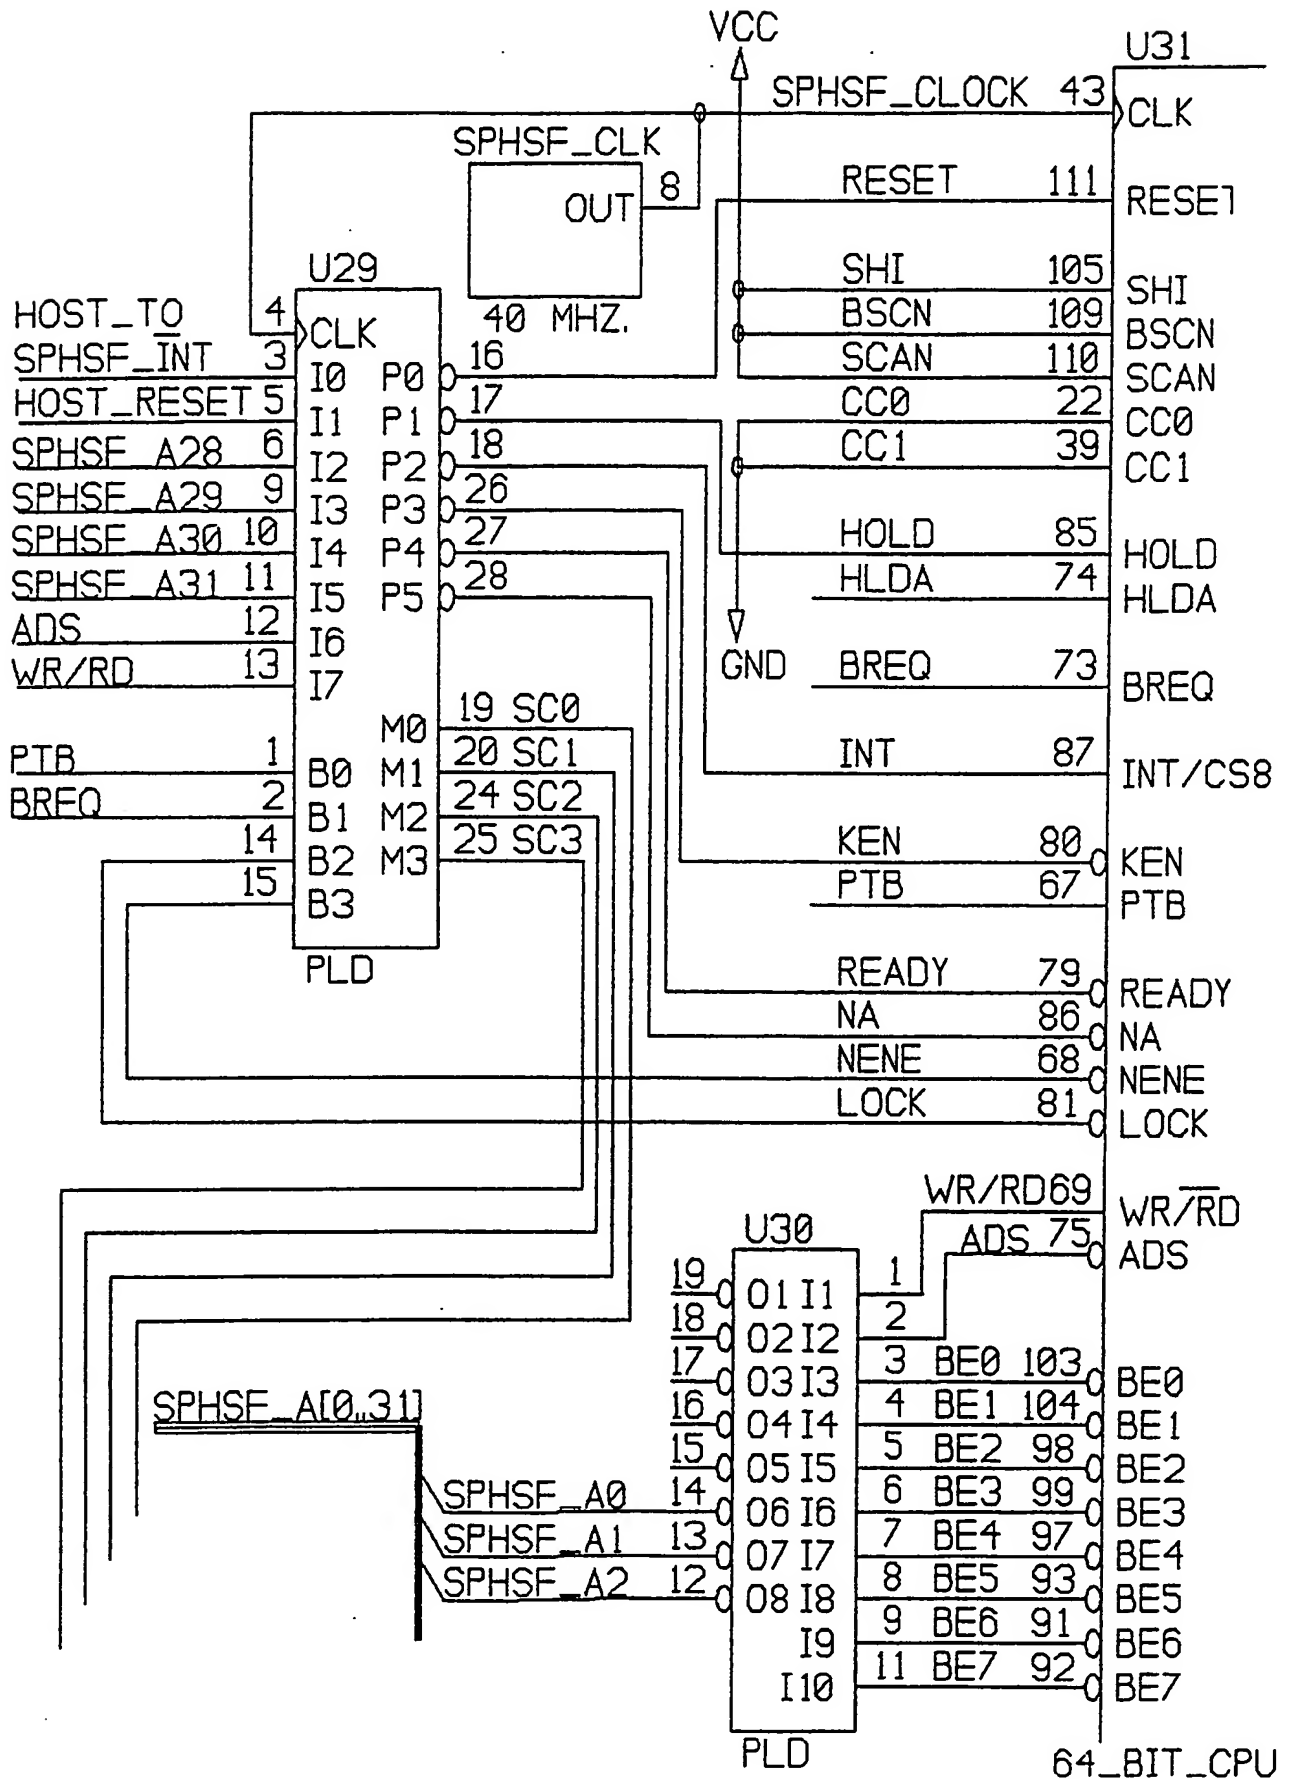 VCC
U31
SPHSF_CLOCK 43 CLK
SPHSF_CLK
OUT 8
40 MHZ.
RESET 111 RESET
U29
SHI 105 SHI
BSCN 109 BSCN
SCAN 110 SCAN
CC0 22 CC0
CC1 39 CC1
HOST_TO
SPHSF_INT
4 CLK
3 I0 P0 16
HOST_RESET 5 I1 P1 17
SPHSF_A28 6 I2 P2 18
SPHSF_A29 9 I3 P3 26
SPHSF_A30 10 I4 P4 27
SPHSF_A31 11 I5 P5 28
ADS 12 I6
WR/RD 13 I7
M0 19 SC0
PTB 1 B0 M1 20 SC1
BREQ 2 B1 M2 24 SC2
14 B2 M3 25 SC3
15 B3
PLD
HOLD 85 HOLD
HLDA 74 HLDA
GND
BREQ 73 BREQ
INT 87 INT/CS8
KEN 80 KEN
PTB 67 PTB
READY 79 READY
NA 86 NA
NENE 68 NENE
LOCK 81 LOCK
WR/RD 69 WR/RD
ADS 75 ADS
U30
19 O1 I1 1
18 O2 I2 2
17 O3 I3 3 BE0 103 BE0
16 O4 I4 4 BE1 104 BE1
15 O5 I5 5 BE2 98 BE2
SPHSF_A[0..31]
SPHSF_A0 14 O6 I6 6 BE3 99 BE3
SPHSF_A1 13 O7 I7 7 BE4 97 BE4
SPHSF_A2 12 O8 I8 8 BE5 93 BE5
I9 9 BE6 91 BE6
I10 11 BE7 92 BE7
PLD
64_BIT_CPU